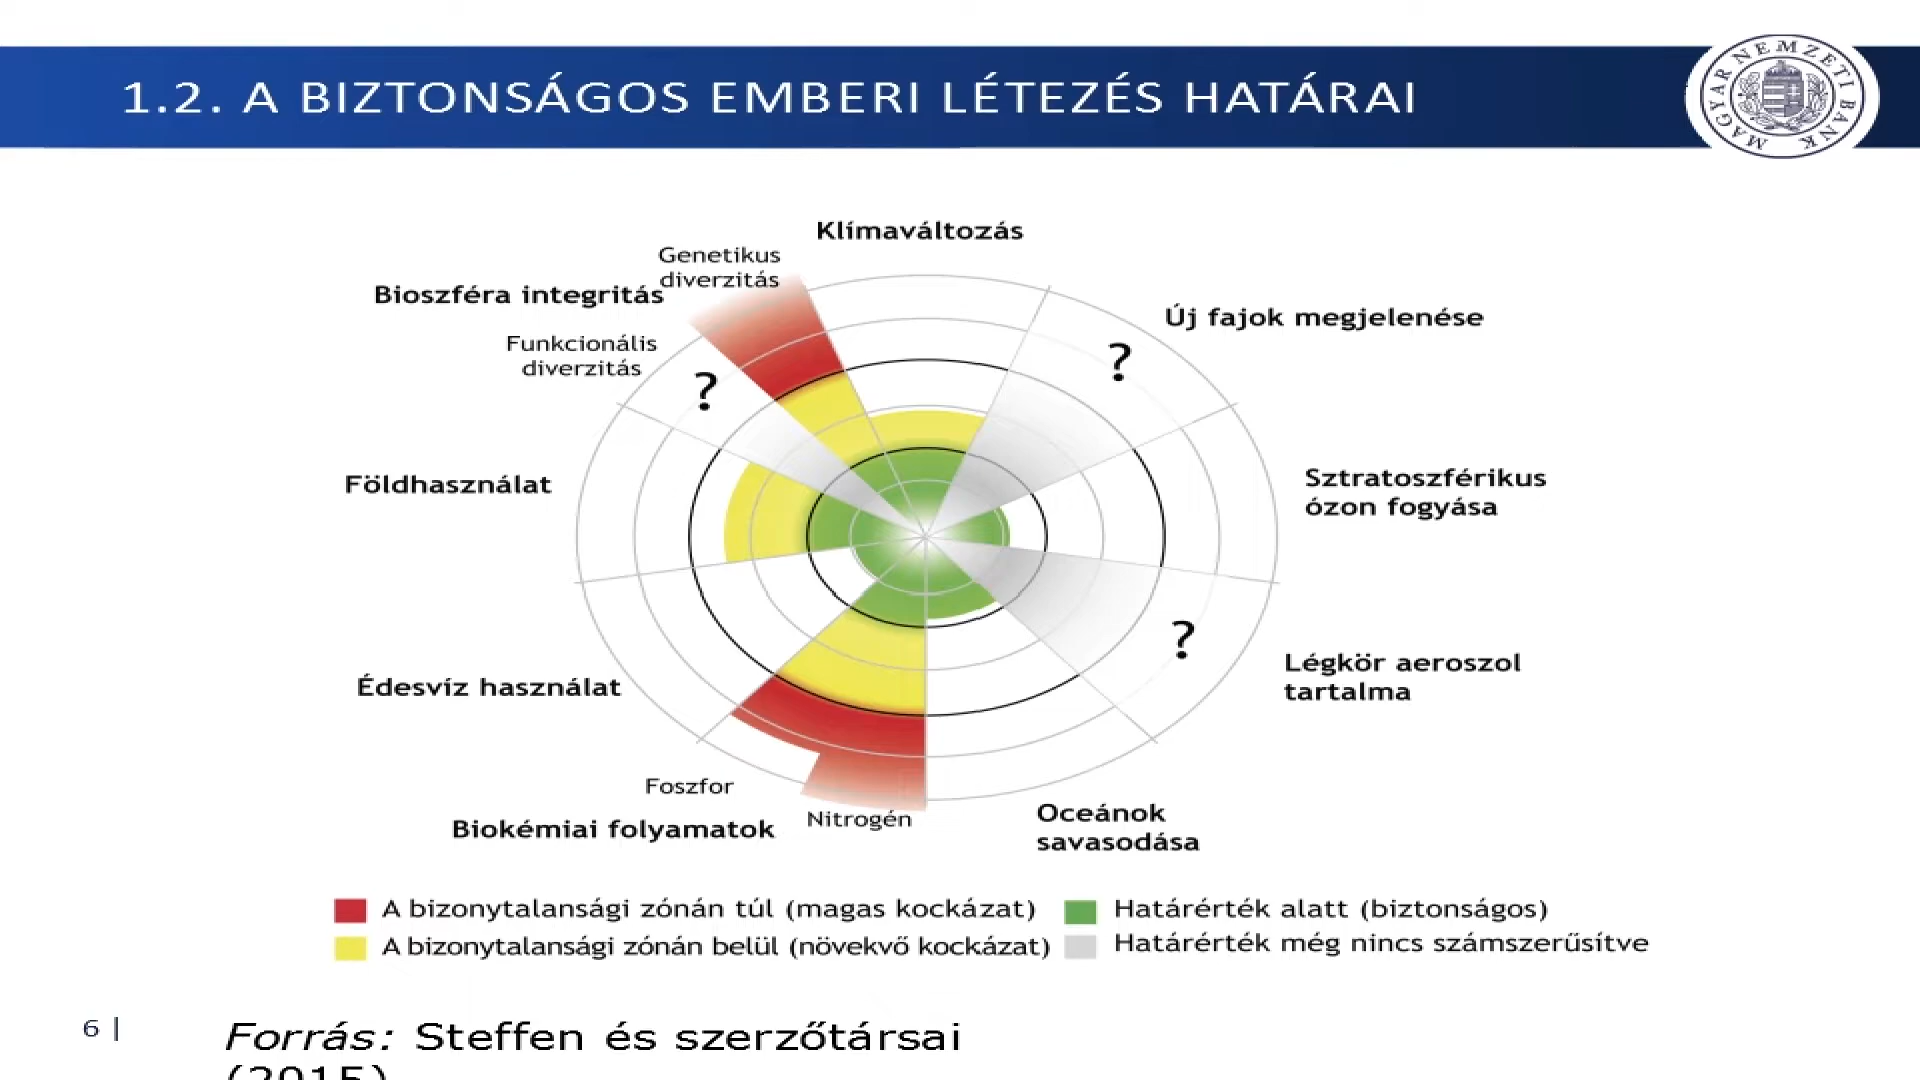 1.2. A BIZTONSÁGOS EMBERI LÉTEZÉS HATÁRAI
MAGYAR NEMZETI BANK
Klímaváltozás
Genetikus
diverzitás
Bioszféra integritás
Új fajok megjelenése
Funkcionális
diverzitás
?
?
Földhasználat
Sztratoszférikus
ózon fogyása
?
Légkör aeroszol
tartalma
Édesvíz használat
Foszfor
Nitrogén
Biokémiai folyamatok
Oceánok
savasodása
A bizonytalansági zónán túl (magas kockázat)
Határérték alatt (biztonságos)
A bizonytalansági zónán belül (növekvő kockázat)
Határérték még nincs számszerűsítve
6 |
Forrás: Steffen és szerzőtársai
(2015)